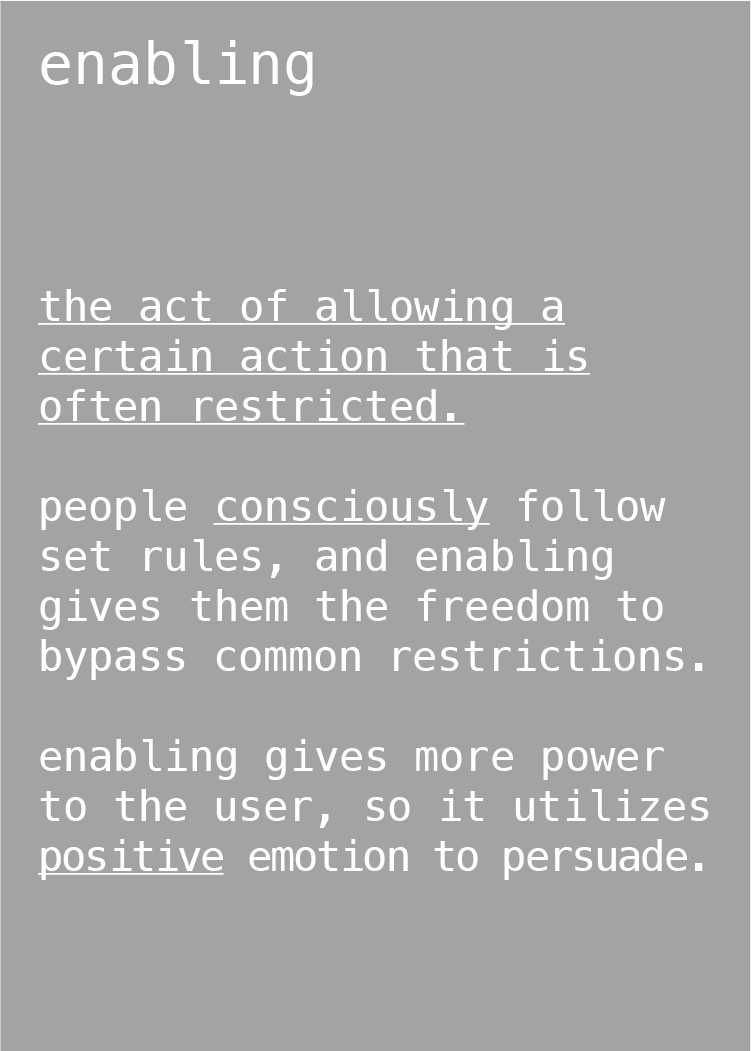 enabling
the act of allowing a
certain action that is
often restricted.
people consciously follow
set rules, and enabling
gives them the freedom to
bypass common restrictions.
enabling gives more power
to the user, so it utilizes
positive emotion to persuade.